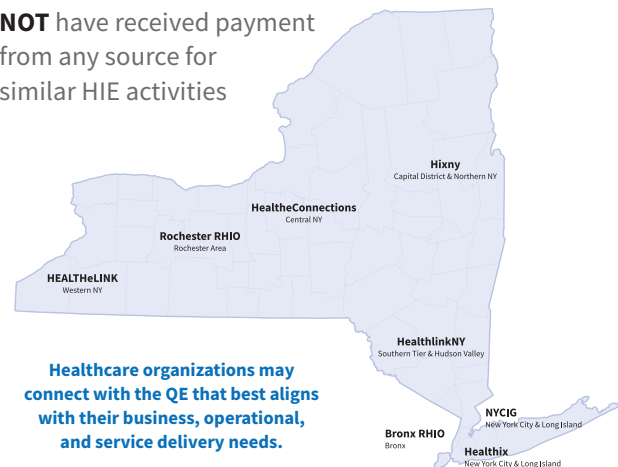 NOT have received payment
from any source for
similar HIE activities
Hixny
Capital District & Northern NY
HealtheConnections
Central NY
Rochester RHIO
Rochester Area
HEALTHeLINK
Western NY
HealthlinkNY
Southern Tier & Hudson Valley
Healthcare organizations may
connect with the QE that best aligns
with their business, operational,
and service delivery needs.
NYCIG
New York City & Long Island
Bronx RHIO
Bronx
Healthix
New York City & Long Island